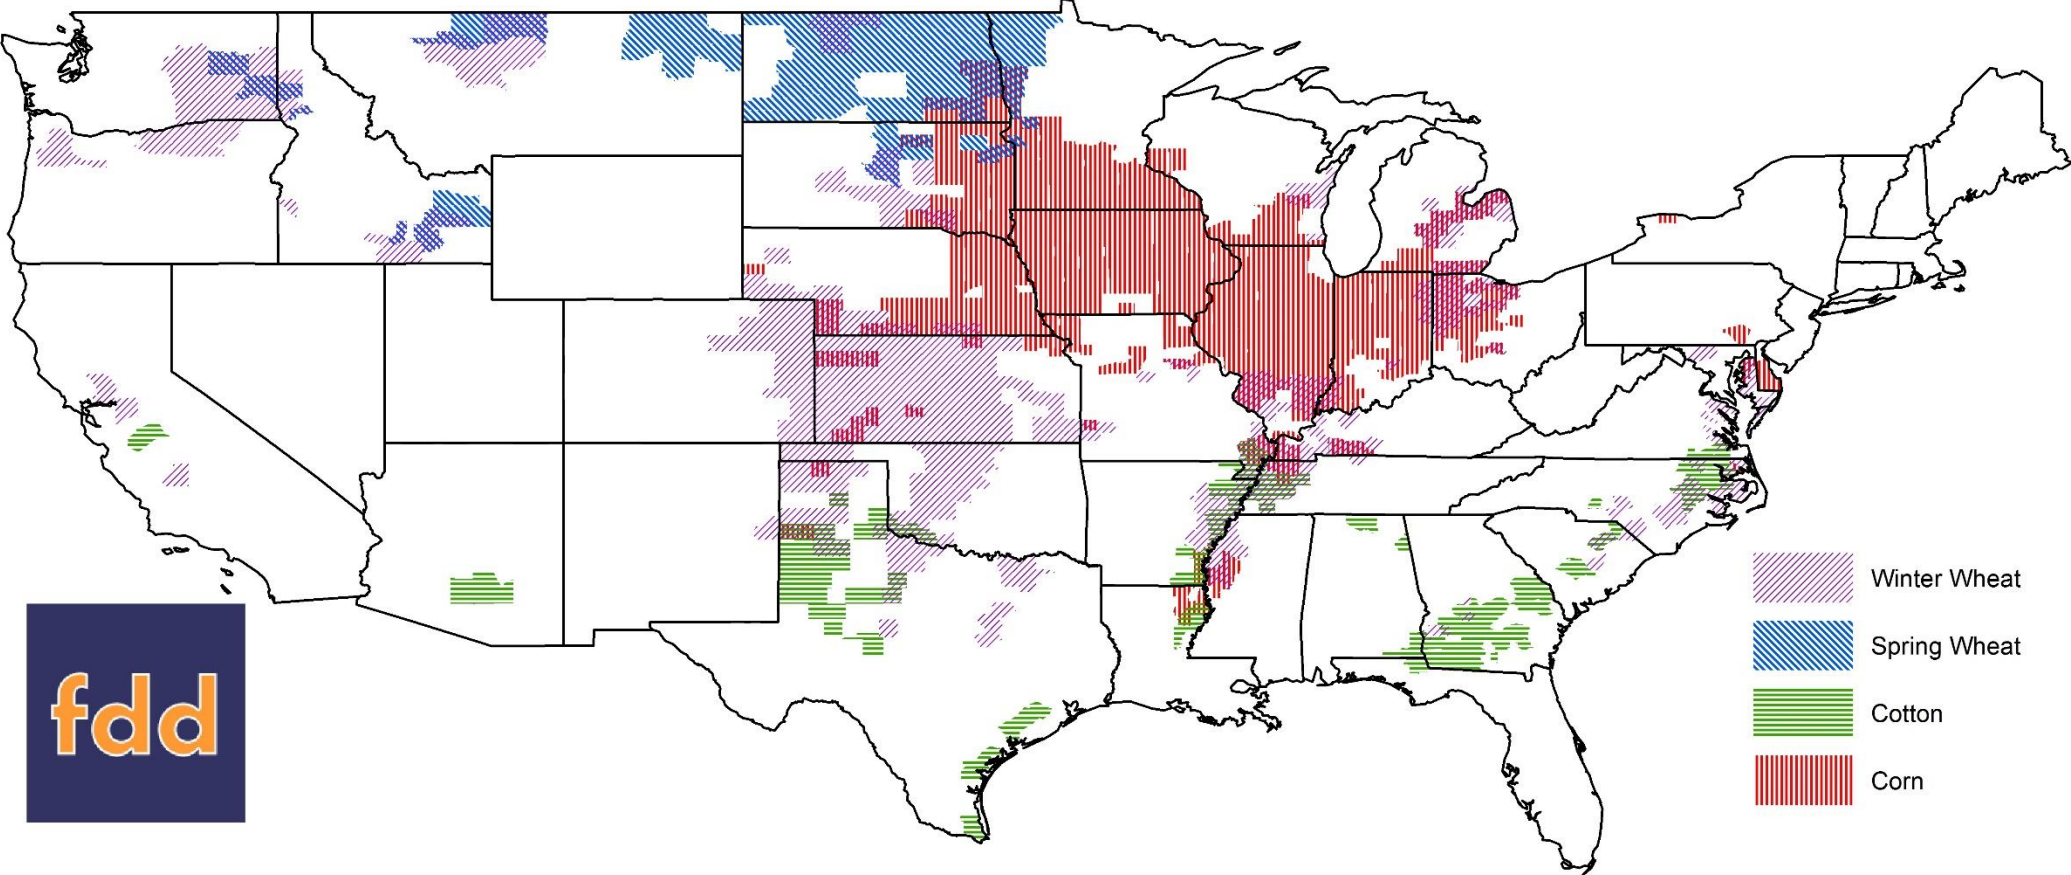 Winter Wheat
Spring Wheat
Cotton
Corn
fdd